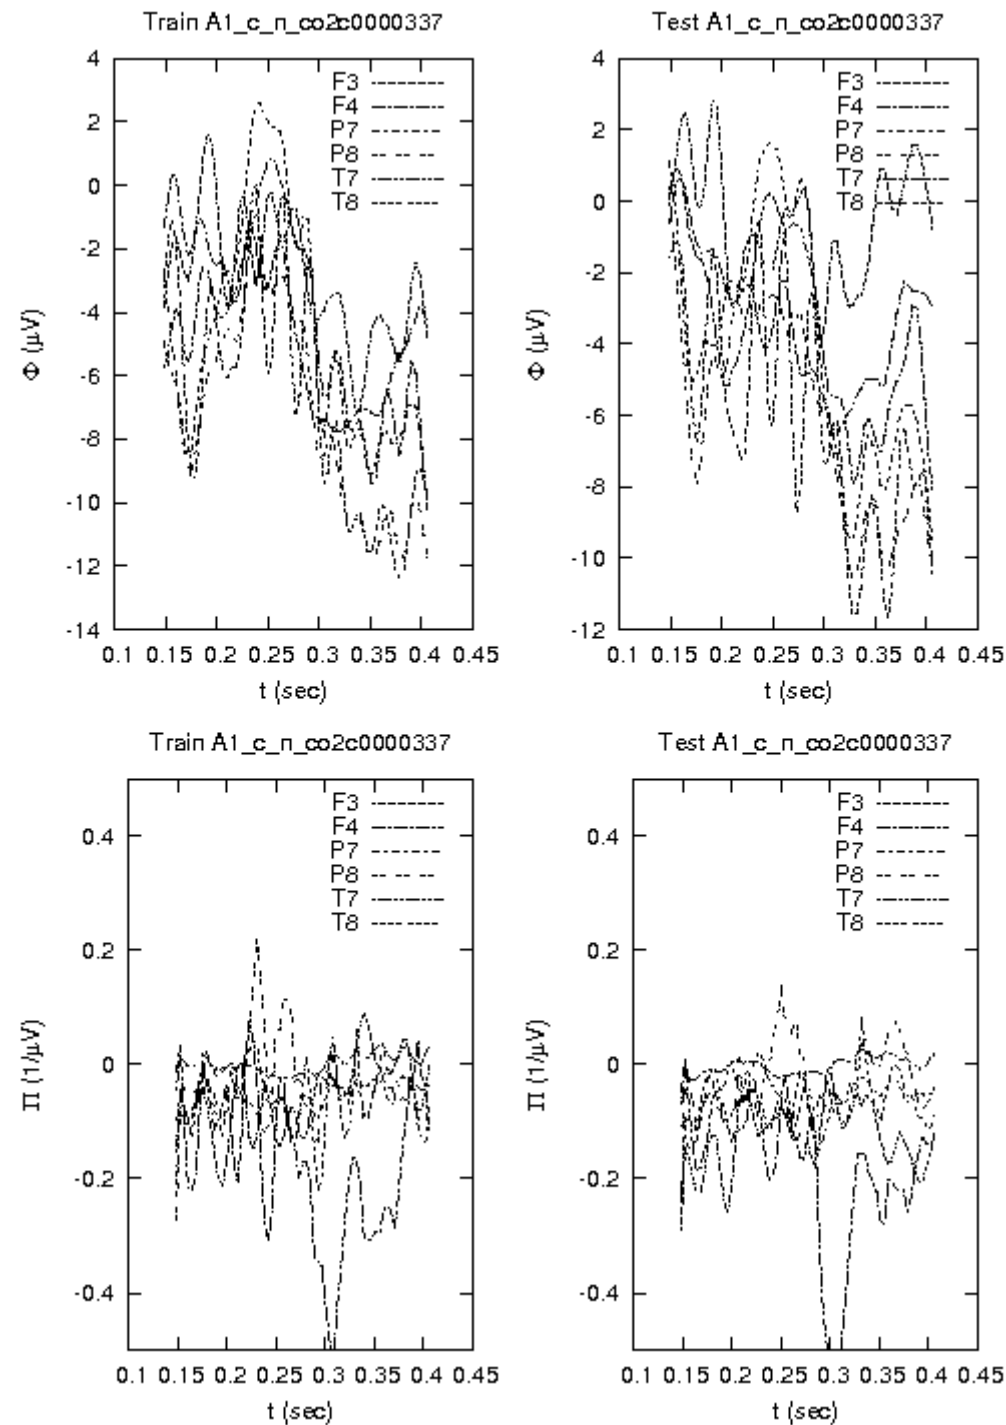 Train A1_c_n_co2c0000337
4
2
0
-2
-4
-6
-8
-10
-12
-14
Φ (μV)
F3
F4
P7
P8
T7
T8
0.1 0.15 0.2 0.25 0.3 0.35 0.4 0.45
t (sec)
Test A1_c_n_co2c0000337
4
2
0
-2
-4
-6
-8
-10
-12
Φ (μV)
F3
F4
P7
P8
T7
T8
0.1 0.15 0.2 0.25 0.3 0.35 0.4 0.45
t (sec)
Train A1_c_n_co2c0000337
0.4
0.2
0
-0.2
-0.4
Π (1/μV)
F3
F4
P7
P8
T7
T8
0.1 0.15 0.2 0.25 0.3 0.35 0.4 0.45
t (sec)
Test A1_c_n_co2c0000337
0.4
0.2
0
-0.2
-0.4
Π (1/μV)
F3
F4
P7
P8
T7
T8
0.1 0.15 0.2 0.25 0.3 0.35 0.4 0.45
t (sec)